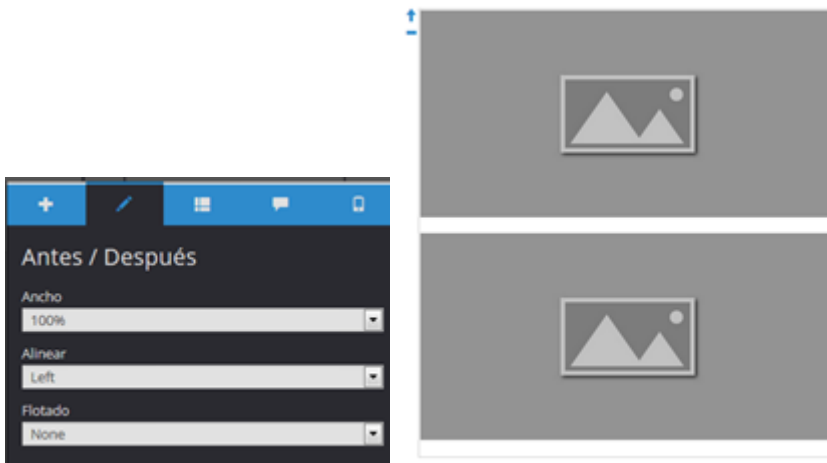 Antes / Después
Ancho
100%
Alinear
Left
Flotado
None